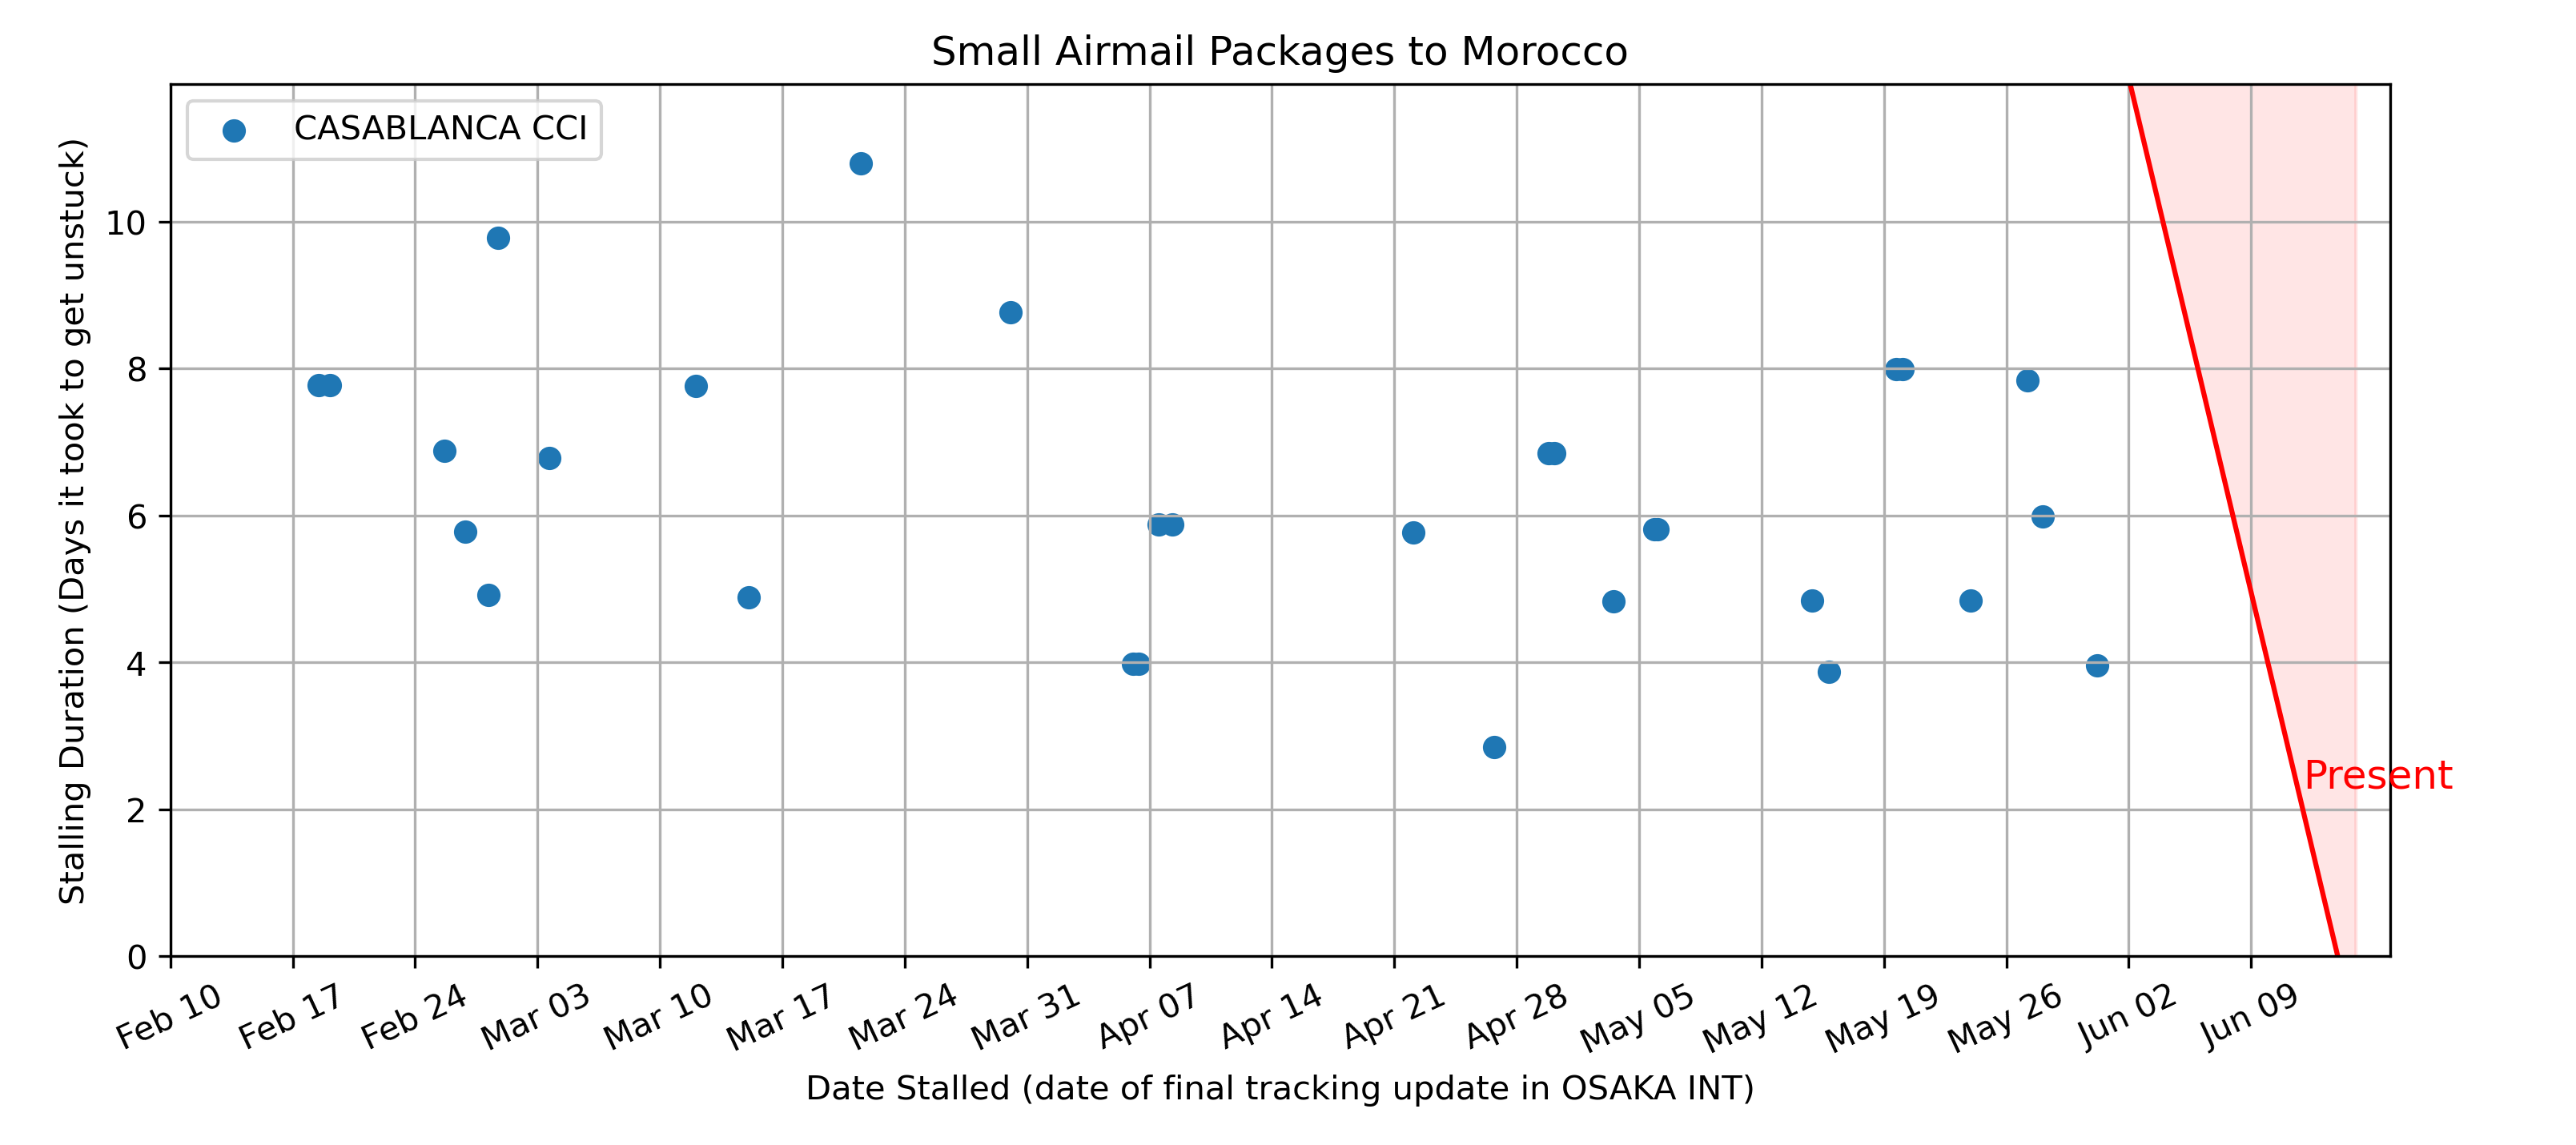 Small Airmail Packages to Morocco
CASABLANCA CCI
Stalling Duration (Days it took to get unstuck)
10
8
6
4
2
0
Present
Feb 10
Feb 17
Feb 24
Mar 03
Mar 10
Mar 17
Mar 24
Mar 31
Apr 07
Apr 14
Apr 21
Apr 28
May 05
May 12
May 19
May 26
Jun 02
Jun 09
Date Stalled (date of final tracking update in OSAKA INT)